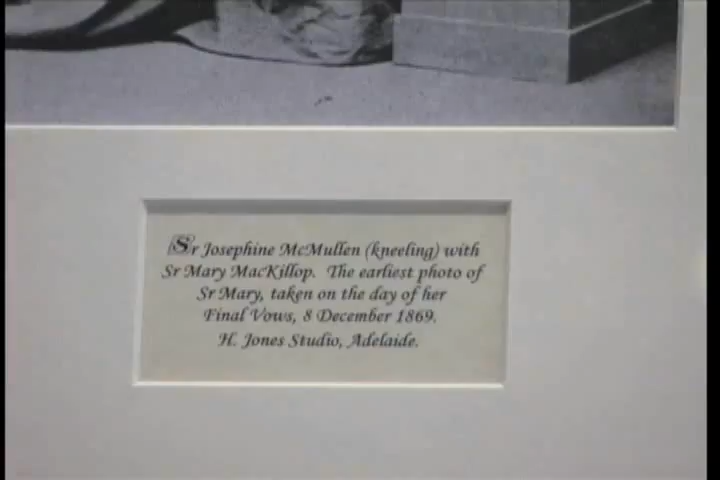 Sr Josephine McMullen (kneeling) with
Sr Mary MacKillop. The earliest photo of
Sr Mary, taken on the day of her
Final Vows, 8 December 1869.
H. Jones Studio, Adelaide.